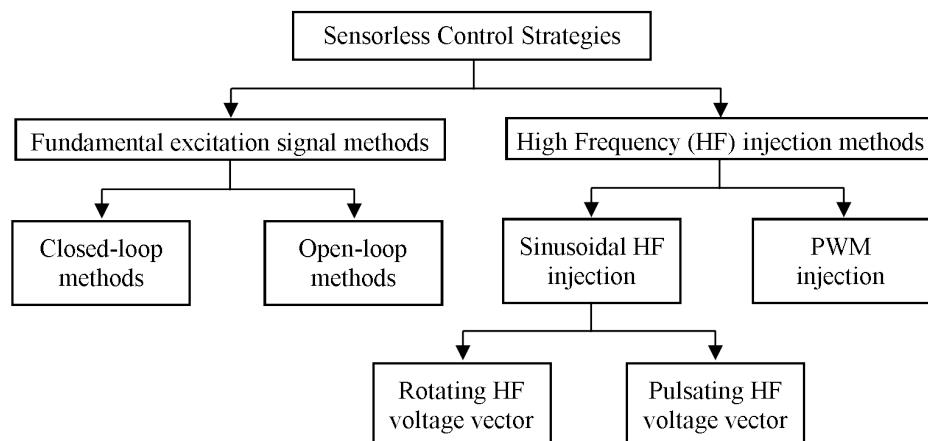 Sensorless Control Strategies
Fundamental excitation signal methods
High Frequency (HF) injection methods
Closed-loop
methods
Open-loop
methods
Sinusoidal HF
injection
PWM
injection
Rotating HF
voltage vector
Pulsating HF
voltage vector